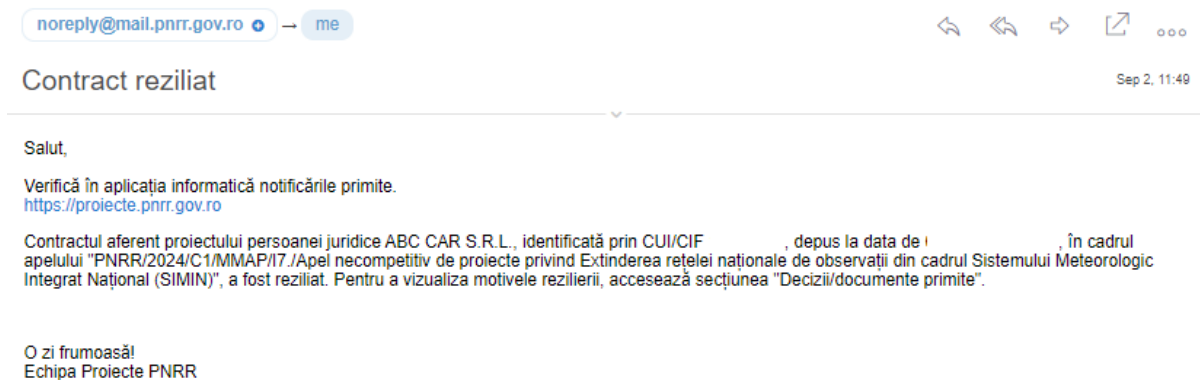 noreply@mail.pnrr.gov.ro → me
Contract reziliat
Sep 2, 11:49
Salut,
Verifică în aplicația informatică notificările primite.
https://proiecte.pnrr.gov.ro
Contractul aferent proiectului persoanei juridice ABC CAR S.R.L., identificată prin CUI/CIF , depus la data de , în cadrul
apelului "PNRR/2024/C1/MMAP/I7./Apel necompetitiv de proiecte privind Extinderea rețelei naționale de observații din cadrul Sistemului Meteorologic
Integrat Național (SIMIN)", a fost reziliat. Pentru a vizualiza motivele rezilierii, accesează secțiunea "Decizii/documente primite".
O zi frumoasă!
Echipa Proiecte PNRR